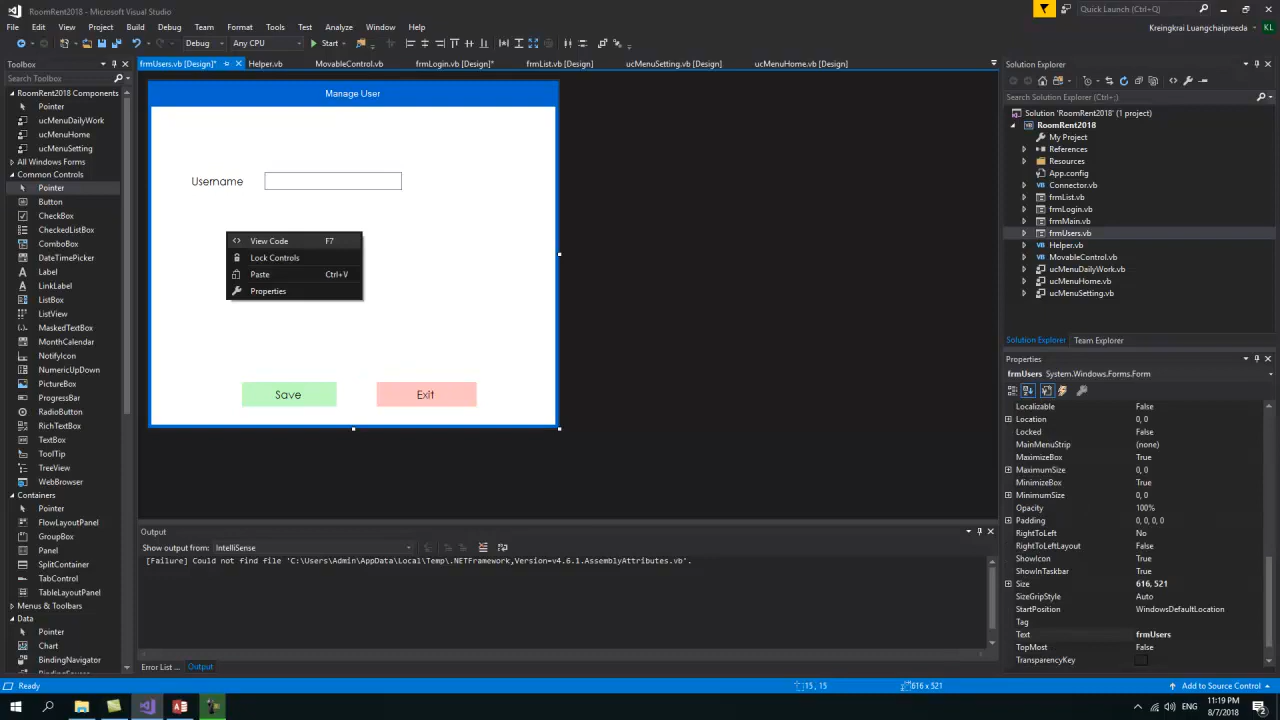 RoomRent2018 - Microsoft Visual Studio
Quick Launch (Ctrl+Q)
File Edit View Project Build Debug Team Format Tools Test Analyze Window Help
Kreingkrai Luangchaipreeda KL
Debug Any CPU Start
Toolbox
frmUsers.vb [Design]* Helper.vb MovableControl.vb frmLogin.vb [Design]* frmList.vb [Design] ucMenuSetting.vb [Design] ucMenuHome.vb [Design]
Solution Explorer
Search Toolbox
RoomRent2018 Components
Pointer
ucMenuDailyWork
ucMenuHome
ucMenuSetting
All Windows Forms
Common Controls
Pointer
Button
CheckBox
CheckedListBox
ComboBox
DateTimePicker
Label
LinkLabel
ListBox
ListView
MaskedTextBox
MonthCalendar
NotifyIcon
NumericUpDown
PictureBox
ProgressBar
RadioButton
RichTextBox
TextBox
ToolTip
TreeView
WebBrowser
Containers
Pointer
FlowLayoutPanel
GroupBox
Panel
SplitContainer
TabControl
TableLayoutPanel
Menus & Toolbars
Data
Pointer
Chart
BindingNavigator
Manage User
Username
View Code F7
Lock Controls
Paste Ctrl+V
Properties
Save Exit
Output
Show output from: IntelliSense
[Failure] Could not find file 'C:\Users\Admin\AppData\Local\Temp\.NETFramework,Version=v4.6.1.AssemblyAttributes.vb'.
Error List ... Output
Search Solution Explorer (Ctrl+;)
Solution 'RoomRent2018' (1 project)
RoomRent2018
My Project
References
Resources
App.config
Connector.vb
frmList.vb
frmLogin.vb
frmMain.vb
frmUsers.vb
Helper.vb
MovableControl.vb
ucMenuDailyWork.vb
ucMenuHome.vb
ucMenuSetting.vb
Solution Explorer Team Explorer
Properties
frmUsers System.Windows.Forms.Form
Localizable False
Location 0, 0
Locked False
MainMenuStrip (none)
MaximizeBox True
MaximumSize 0, 0
MinimizeBox True
MinimumSize 0, 0
Opacity 100%
Padding 0, 0, 0, 0
RightToLeft No
RightToLeftLayout False
ShowIcon True
ShowInTaskbar True
Size 616, 521
SizeGripStyle Auto
StartPosition WindowsDefaultLocation
Tag
Text frmUsers
TopMost False
TransparencyKey
Ready 15 , 15 616 x 521 Add to Source Control
ENG
11:19 PM
8/7/2018